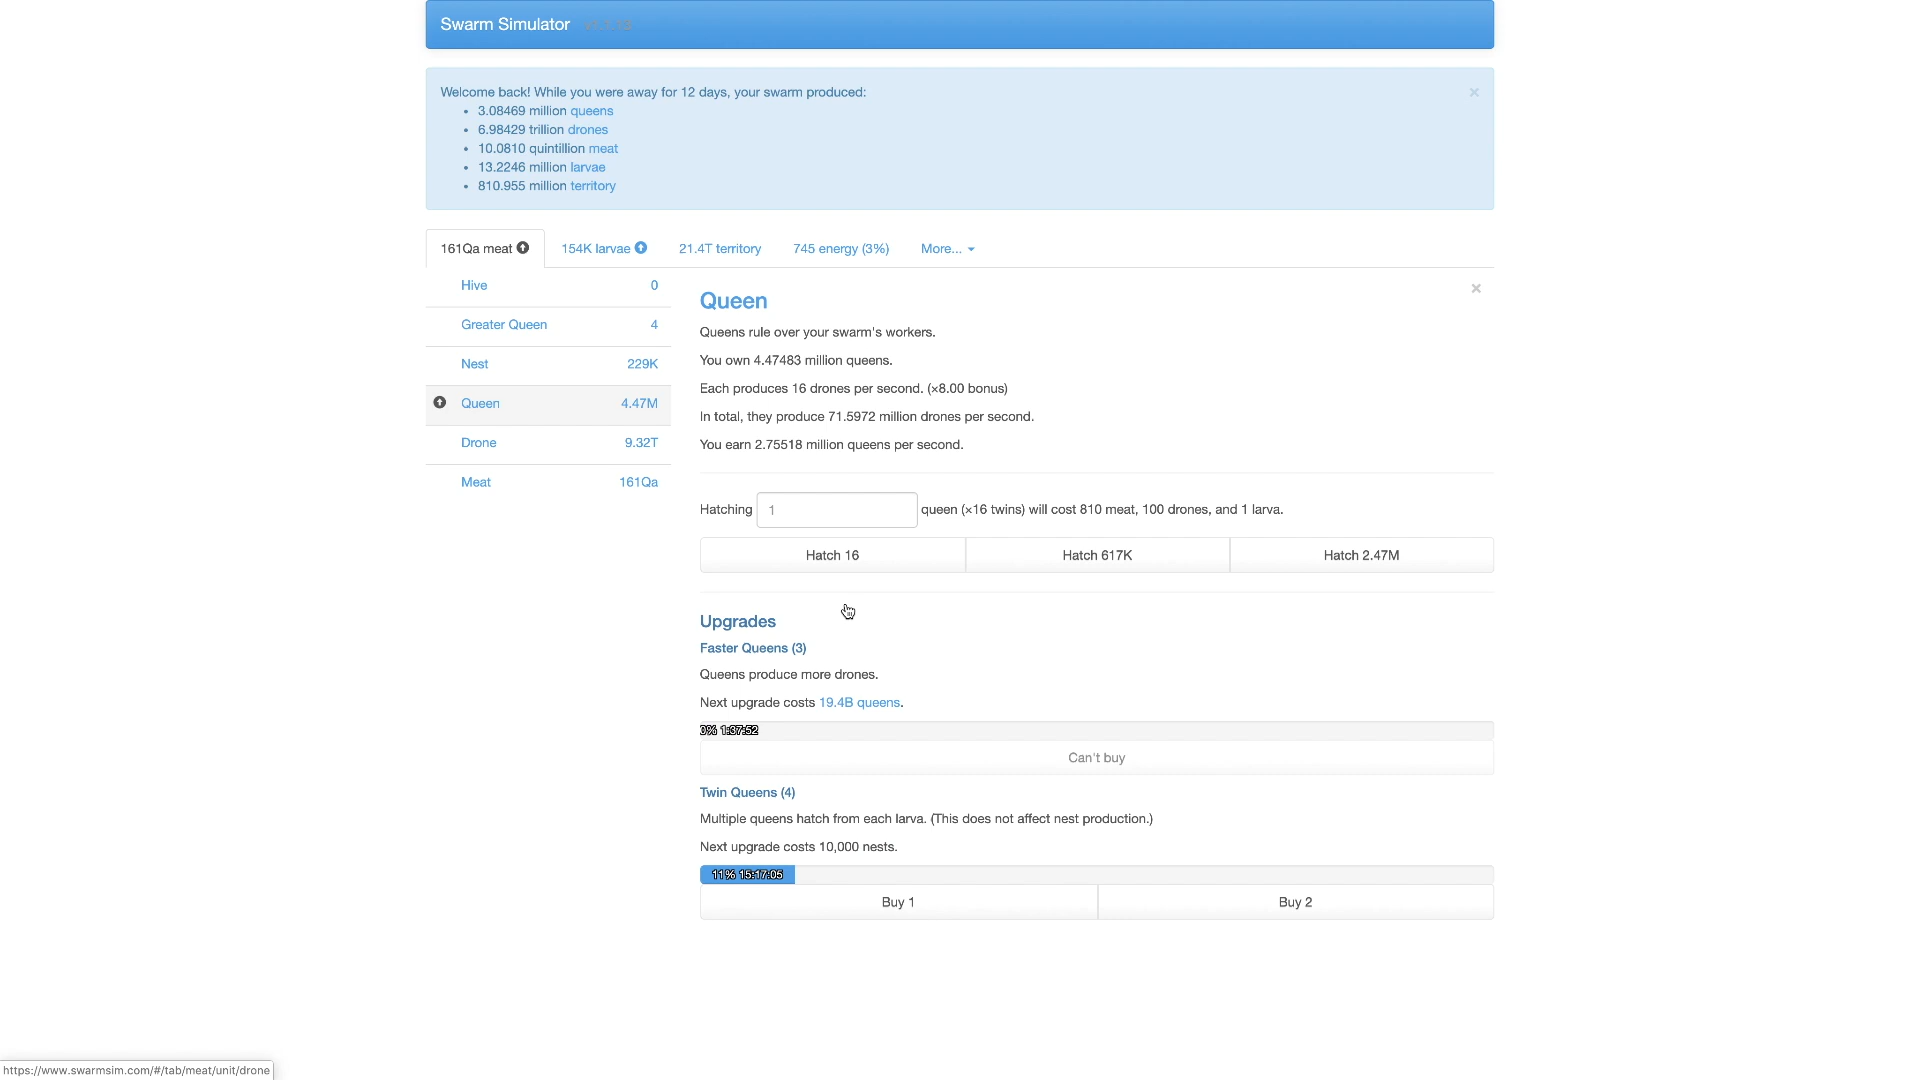 Swarm Simulator
Welcome back! While you were away for 12 days, your swarm produced:
3.08469 million queens
6.98429 trillion drones
10.0810 quintillion meat
13.2246 million larvae
810.955 million territory
161Qa meat
154K larvae
21.4T territory
745 energy (3%)
More...
Hive 0
Greater Queen 4
Nest 229K
Queen 4.47M
Drone 9.32T
Meat 161Qa
Queen
Queens rule over your swarm's workers.
You own 4.47483 million queens.
Each produces 16 drones per second. (×8.00 bonus)
In total, they produce 71.5972 million drones per second.
You earn 2.75518 million queens per second.
Hatching 1 queen (×16 twins) will cost 810 meat, 100 drones, and 1 larva.
Hatch 16
Hatch 617K
Hatch 2.47M
Upgrades
Faster Queens (3)
Queens produce more drones.
Next upgrade costs 19.4B queens.
0% 1:37:52
Can't buy
Twin Queens (4)
Multiple queens hatch from each larva. (This does not affect nest production.)
Next upgrade costs 10,000 nests.
11% 15:17:05
Buy 1
Buy 2
https://www.swarmsim.com/#/tab/meat/unit/drone